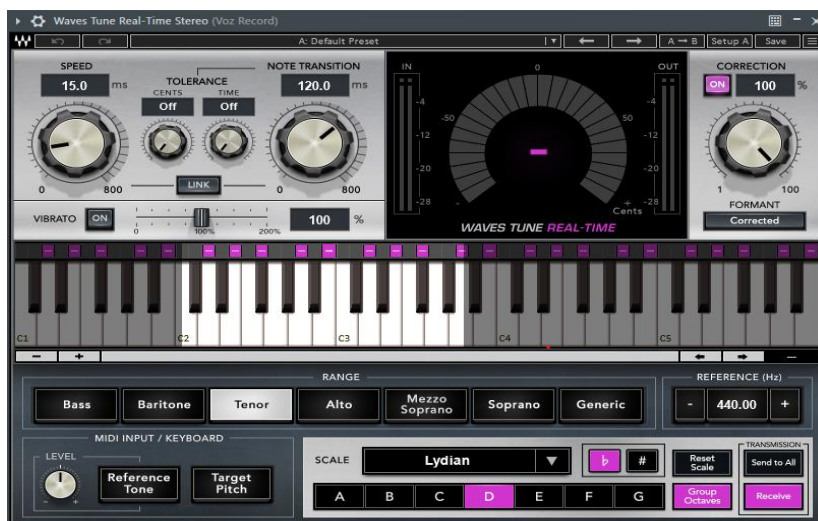 Waves Tune Real-Time Stereo (Voz Record)
A: Default Preset
A → B
Setup A
Save
SPEED
15.0 ms
0 800
TOLERANCE
CENTS TIME
Off Off
LINK
NOTE TRANSITION
120.0 ms
0 800
VIBRATO ON
0 100% 200%
100 %
IN
-4
-12
-20
-28
0
-50 50
- +
Cents
OUT
-4
-12
-20
-28
WAVES TUNE REAL-TIME
CORRECTION
ON 100 %
1 100
FORMANT
Corrected
C1 C2 C3 C4 C5
- +
RANGE
Bass
Baritone
Tenor
Alto
Mezzo
Soprano
Soprano
Generic
REFERENCE (Hz)
- 440.00 +
MIDI INPUT / KEYBOARD
LEVEL
- +
Reference
Tone
Target
Pitch
SCALE Lydian
♭ #
A B C D E F G
Reset
Scale
Group
Octaves
TRANSMISSION
Send to All
Receive